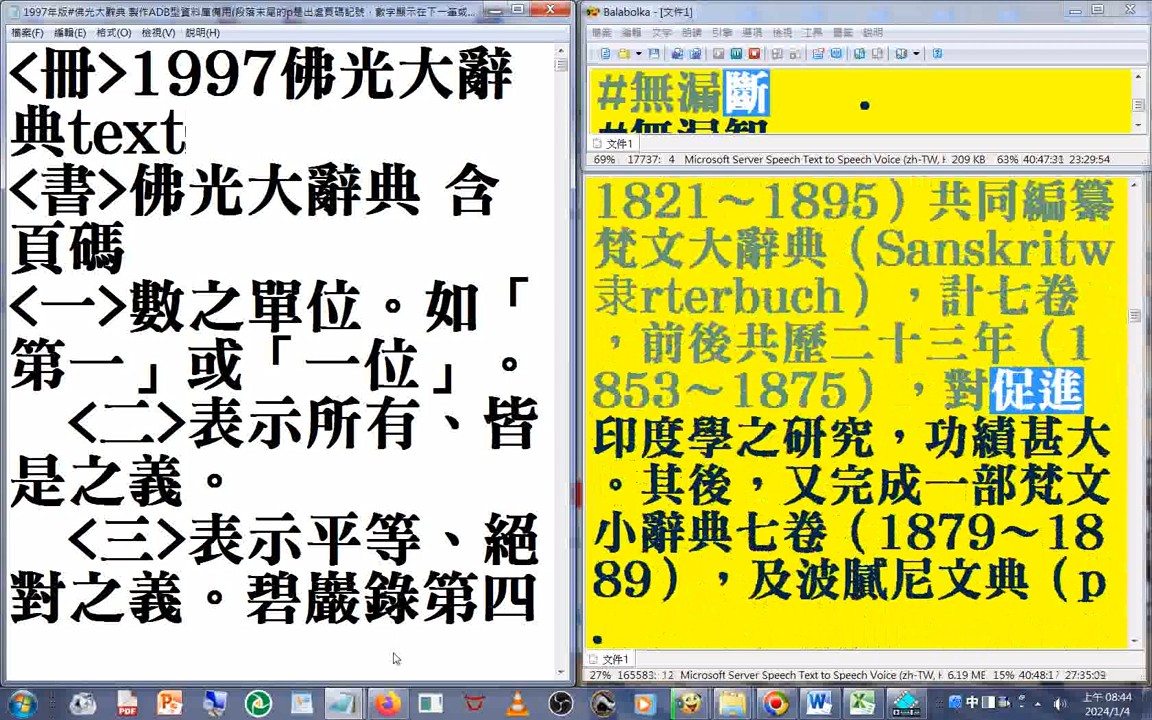 1997年版#佛光大辭典 製作ADB型資料庫備用(段落末尾的p是出處頁碼記號，數字顯示在下一筆或...
檔案(F) 編輯(E) 格式(O) 檢視(V) 說明(H)
<冊>1997佛光大辭
典text
<書>佛光大辭典 含
頁碼
<一>數之單位。如「
第一」或「一位」。
<二>表示所有、皆
是之義。
<三>表示平等、絕
對之義。碧巖錄第四
Balabolka - [文件1]
檔案 編輯 文字 朗讀 引擎 選項 檢視 工具 書籤 說明
#無漏斷
#無漏智
文件1
69% 17737: 4 Microsoft Server Speech Text to Speech Voice (zh-TW, H 209 KB 63% 40:47:31 23:29:54
1821～1895）共同編纂
梵文大辭典（Sanskritw
隶rterbuch），計七卷
，前後共歷二十三年（1
853～1875），對促進
印度學之研究，功績甚大
。其後，又完成一部梵文
小辭典七卷（1879～18
89），及波膩尼文典（p
.
文件1
27% 165583: 12 Microsoft Server Speech Text to Speech Voice (zh-TW, 6.19 ME 15% 40:48:17 27:35:09
上午 08:44
2024/1/4